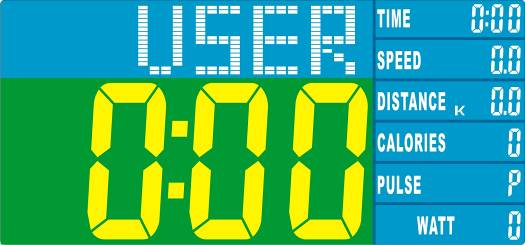 USER
0:00
TIME 0:00
SPEED 0.0
DISTANCE K 0.0
CALORIES 0
PULSE P
WATT 0